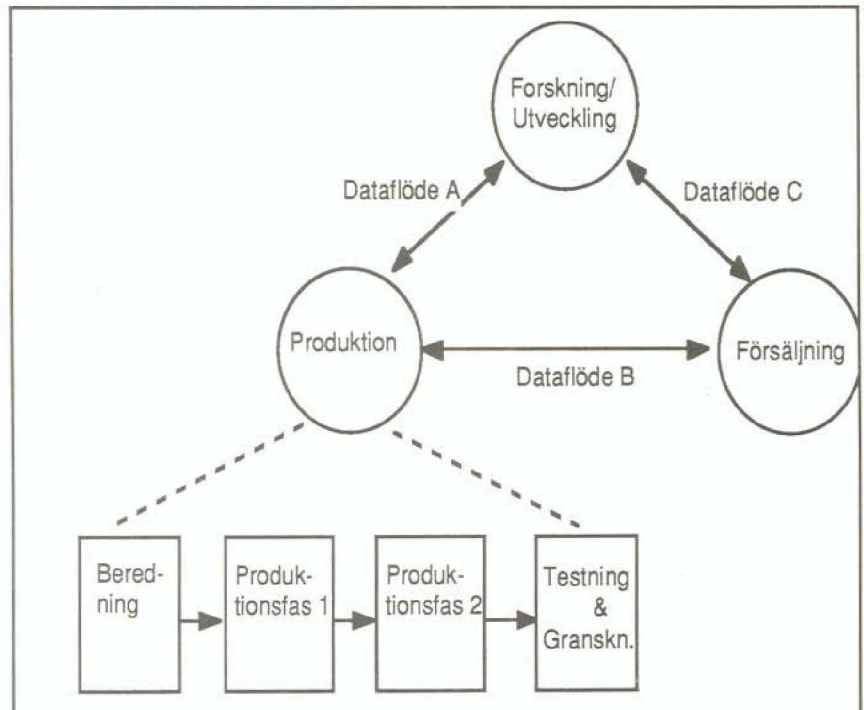 Forskning/
Utveckling
Dataflöde A
Dataflöde C
Produktion
Försäljning
Dataflöde B
Bered-
ning
Produk-
tionsfas 1
Produk-
tionsfas 2
Testning
&
Granskn.